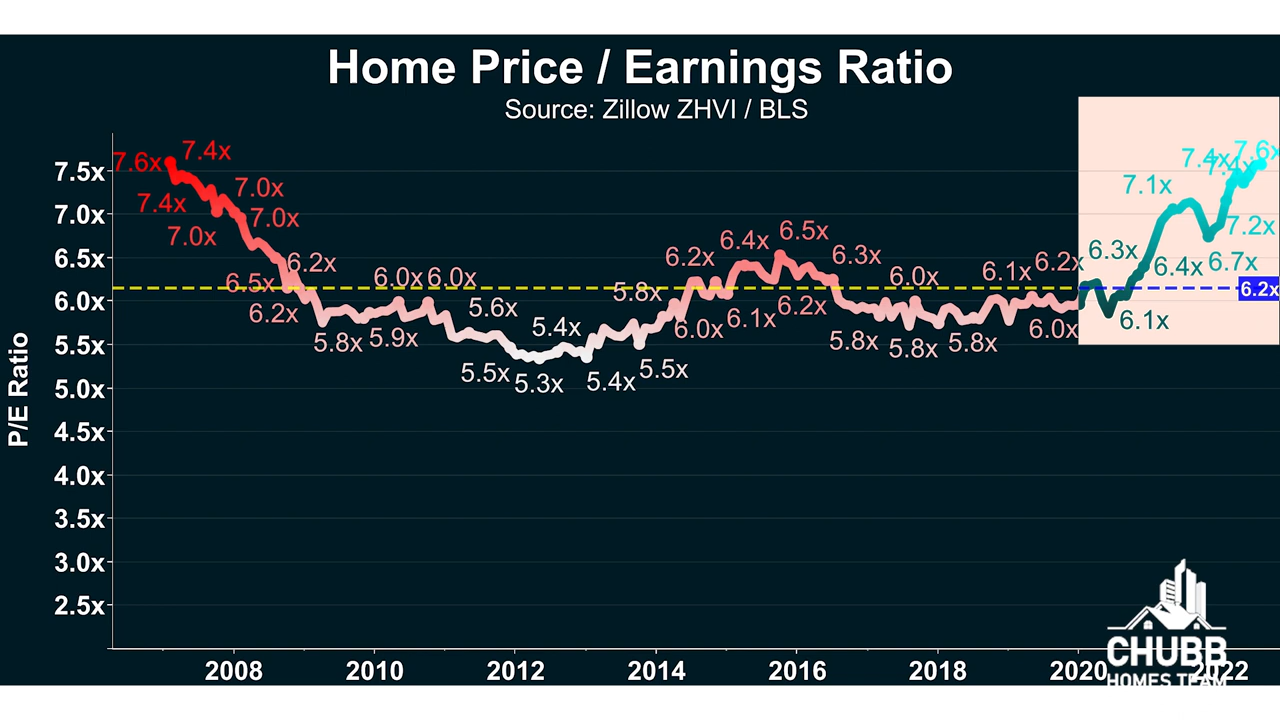 Home Price / Earnings Ratio
Source: Zillow ZHVI / BLS
P/E Ratio
7.5x
7.0x
6.5x
6.0x
5.5x
5.0x
4.5x
4.0x
3.5x
3.0x
2.5x
7.6x
7.4x
7.4x
7.0x
7.0x
7.0x
6.5x
6.2x
6.2x
5.8x
6.0x
5.9x
6.0x
5.6x
5.5x
5.3x
5.4x
5.4x
5.8x
5.5x
6.2x
6.0x
6.4x
6.1x
6.5x
6.2x
6.3x
5.8x
6.0x
5.8x
5.8x
6.1x
6.2x
6.0x
6.3x
6.1x
7.1x
6.4x
7.4x
7.4x
7.6x
7.2x
6.7x
6.2x
2008
2010
2012
2014
2016
2018
2020
2022
CHUBB
HOMES TEAM